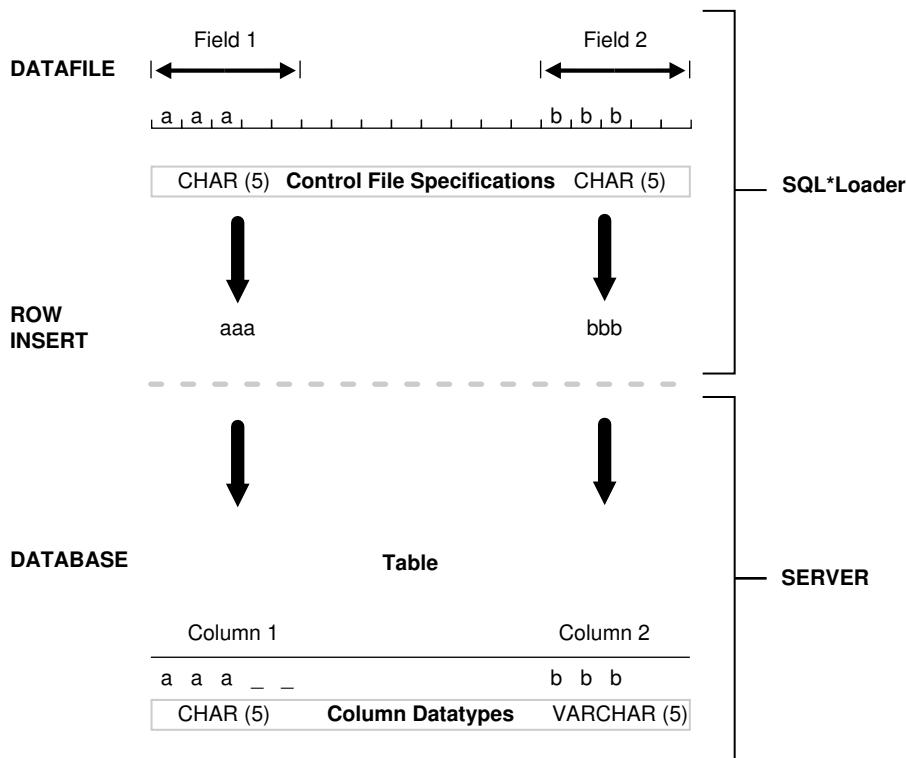 Field 1 Field 2
DATAFILE
a a a b b b
CHAR (5) Control File Specifications CHAR (5)
SQL*Loader
ROW
INSERT
aaa bbb
DATABASE
Table
SERVER
Column 1 Column 2
a a a _ _ b b b
CHAR (5) Column Datatypes VARCHAR (5)